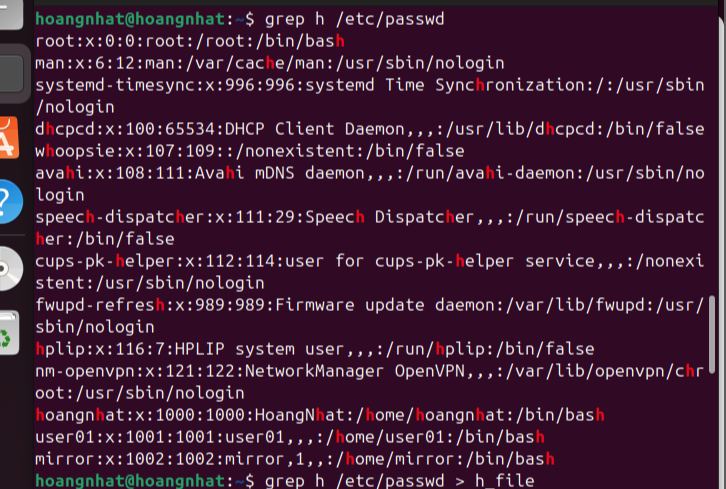 hoangnhat@hoangnhat:~$ grep h /etc/passwd
root:x:0:0:root:/root:/bin/bash
man:x:6:12:man:/var/cache/man:/usr/sbin/nologin
systemd-timesync:x:996:996:systemd Time Synchronization:/:/usr/sbin
/nologin
dhcpcd:x:100:65534:DHCP Client Daemon,,,:/usr/lib/dhcpcd:/bin/false
whoopsie:x:107:109::/nonexistent:/bin/false
avahi:x:108:111:Avahi mDNS daemon,,,:/run/avahi-daemon:/usr/sbin/no
login
speech-dispatcher:x:111:29:Speech Dispatcher,,,:/run/speech-dispatc
her:/bin/false
cups-pk-helper:x:112:114:user for cups-pk-helper service,,,:/nonexi
stent:/usr/sbin/nologin
fwupd-refresh:x:989:989:Firmware update daemon:/var/lib/fwupd:/usr/
sbin/nologin
hplip:x:116:7:HPLIP system user,,,:/run/hplip:/bin/false
nm-openvpn:x:121:122:NetworkManager OpenVPN,,,:/var/lib/openvpn/chr
oot:/usr/sbin/nologin
hoangnhat:x:1000:1000:HoangNhat:/home/hoangnhat:/bin/bash
user01:x:1001:1001:user01,,,:/home/user01:/bin/bash
mirror:x:1002:1002:mirror,1,,:/home/mirror:/bin/bash
hoangnhat@hoangnhat:~$ grep h /etc/passwd > h_file